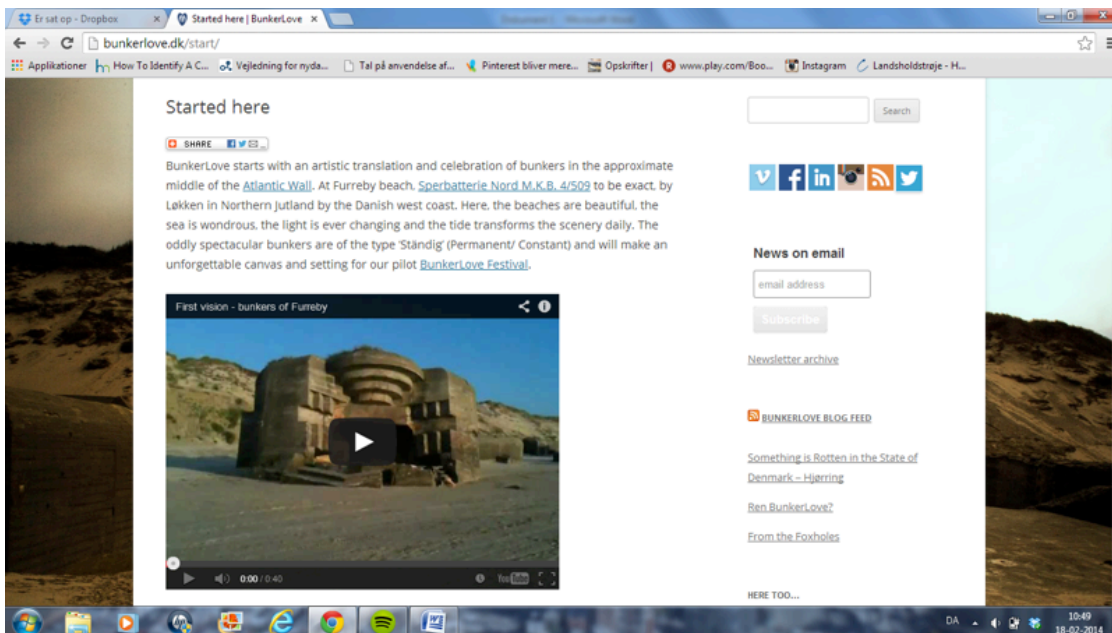 Er sat op - Dropbox
Started here | BunkerLove
bunkerlove.dk/start/
Applikationer
How To Identify A C...
Vejledning for nyda...
Tal på anvendelse af...
Pinterest bliver mere...
Opskrifter |
www.play.com/Boo...
Instagram
Landsholdstrøje - H...
Started here
SHARE
BunkerLove starts with an artistic translation and celebration of bunkers in the approximate
middle of the Atlantic Wall. At Furreby beach, Sperbatterie Nord M.K.B. 4/509 to be exact, by
Løkken in Northern Jutland by the Danish west coast. Here, the beaches are beautiful, the
sea is wondrous, the light is ever changing and the tide transforms the scenery daily. The
oddly spectacular bunkers are of the type 'Ständig' (Permanent/ Constant) and will make an
unforgettable canvas and setting for our pilot BunkerLove Festival.
First vision - bunkers of Furreby
0:00 / 0:40
YouTube
Search
News on email
email address
Subscribe
Newsletter archive
BUNKERLOVE BLOG FEED
Something is Rotten in the State of
Denmark – Hjørring
Ren BunkerLove?
From the Foxholes
HERE TOO...
DA
10:49
18-02-2014